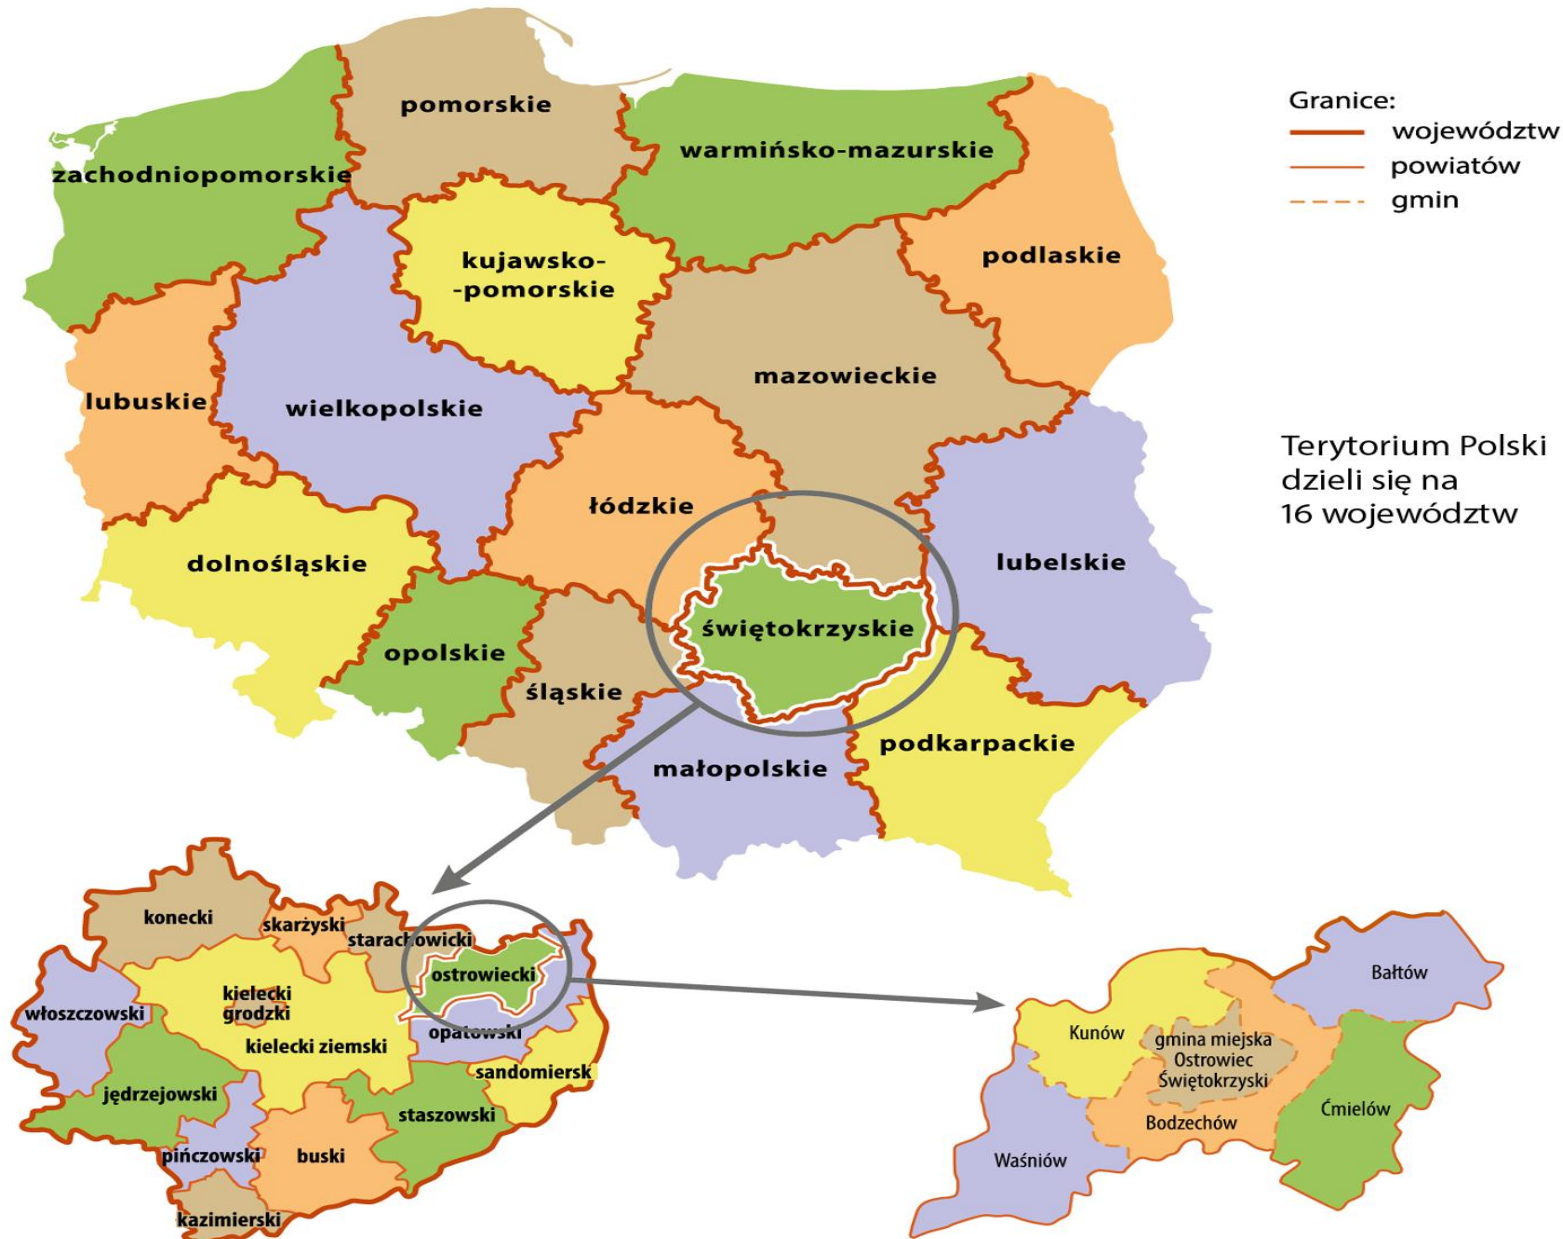 pomorskie
Granice:
województw
powiatów
gmin
zachodniopomorskie
warmińsko-mazurskie
kujawsko-
-pomorskie
podlaskie
lubuskie
wielkopolskie
mazowieckie
Terytorium Polski
dzieli się na
16 województw
łódzkie
dolnośląskie
lubelskie
świętokrzyskie
opolskie
śląskie
małopolskie
podkarpackie
konecki
skarżyski
starachowicki
ostrowiecki
kielecki
grodzki
włoszczowski
opatowski
kielecki ziemski
sandomiersk
jędrzejowski
staszowski
pińczowski
buski
kazimierski
Bałtów
Kunów
gmina miejska
Ostrowiec
Świętokrzyski
Ćmielów
Bodzechów
Waśniów